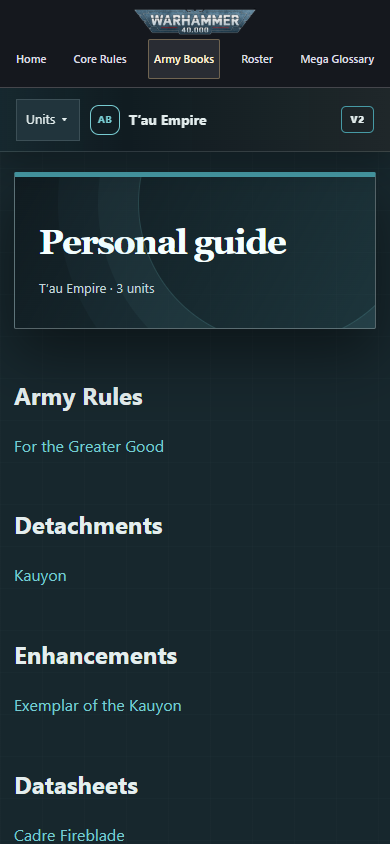 WARHAMMER
40,000
Home Core Rules Army Books Roster Mega Glossary
Units AB T'au Empire V2
Personal guide
T'au Empire · 3 units
Army Rules
For the Greater Good
Detachments
Kauyon
Enhancements
Exemplar of the Kauyon
Datasheets
Cadre Fireblade